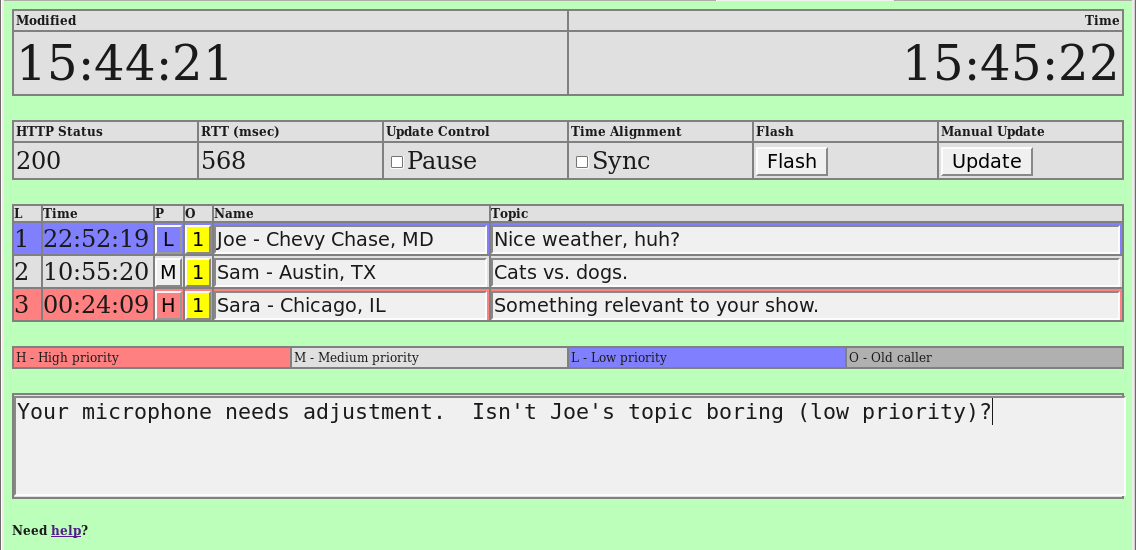 Modified Time
15:44:21 15:45:22
HTTP Status RTT (msec) Update Control Time Alignment Flash Manual Update
200 568 Pause Sync Flash Update
L Time P O Name Topic
1 22:52:19 L 1 Joe - Chevy Chase, MD Nice weather, huh?
2 10:55:20 M 1 Sam - Austin, TX Cats vs. dogs.
3 00:24:09 H 1 Sara - Chicago, IL Something relevant to your show.
H - High priority M - Medium priority L - Low priority O - Old caller
Your microphone needs adjustment.  Isn't Joe's topic boring (low priority)?
Need help?